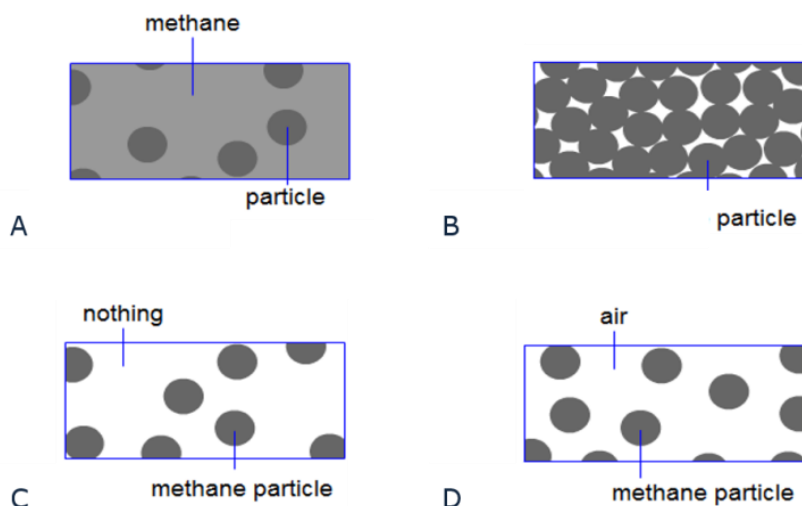 methane
particle
A
particle
B
nothing
methane particle
C
air
methane particle
D